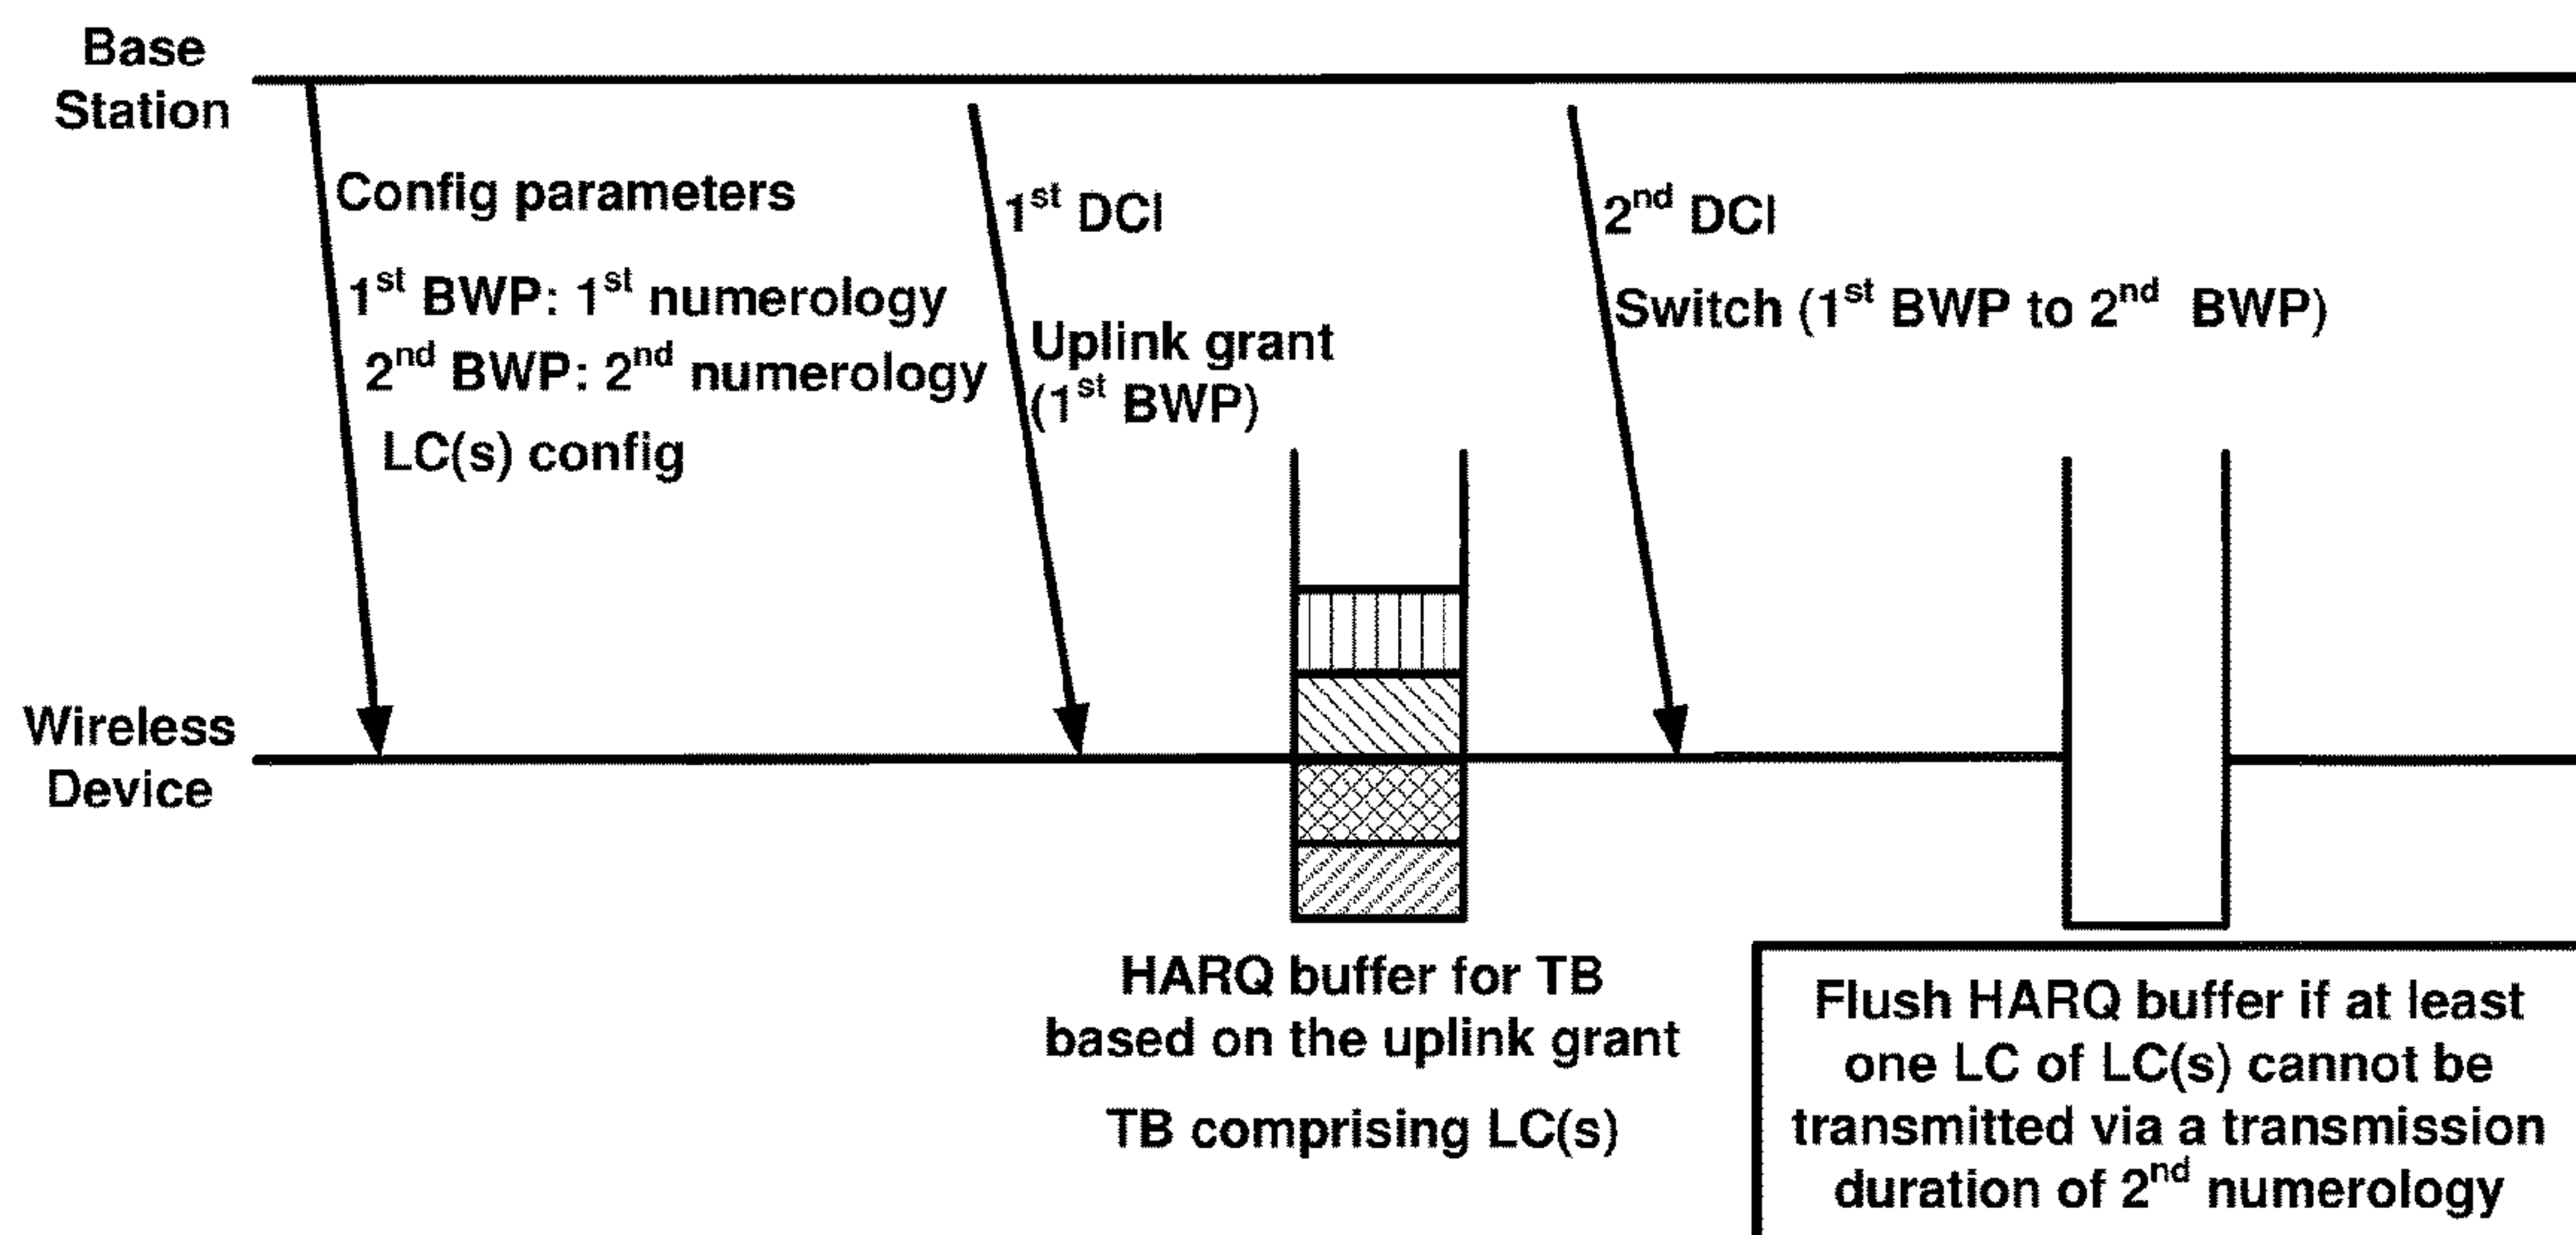 Base
Station
Config parameters
1st BWP: 1st numerology
2nd BWP: 2nd numerology
LC(s) config
1st DCI
Uplink grant
(1st BWP)
2nd DCI
Switch (1st BWP to 2nd BWP)
Wireless
Device
HARQ buffer for TB
based on the uplink grant
TB comprising LC(s)
Flush HARQ buffer if at least
one LC of LC(s) cannot be
transmitted via a transmission
duration of 2nd numerology